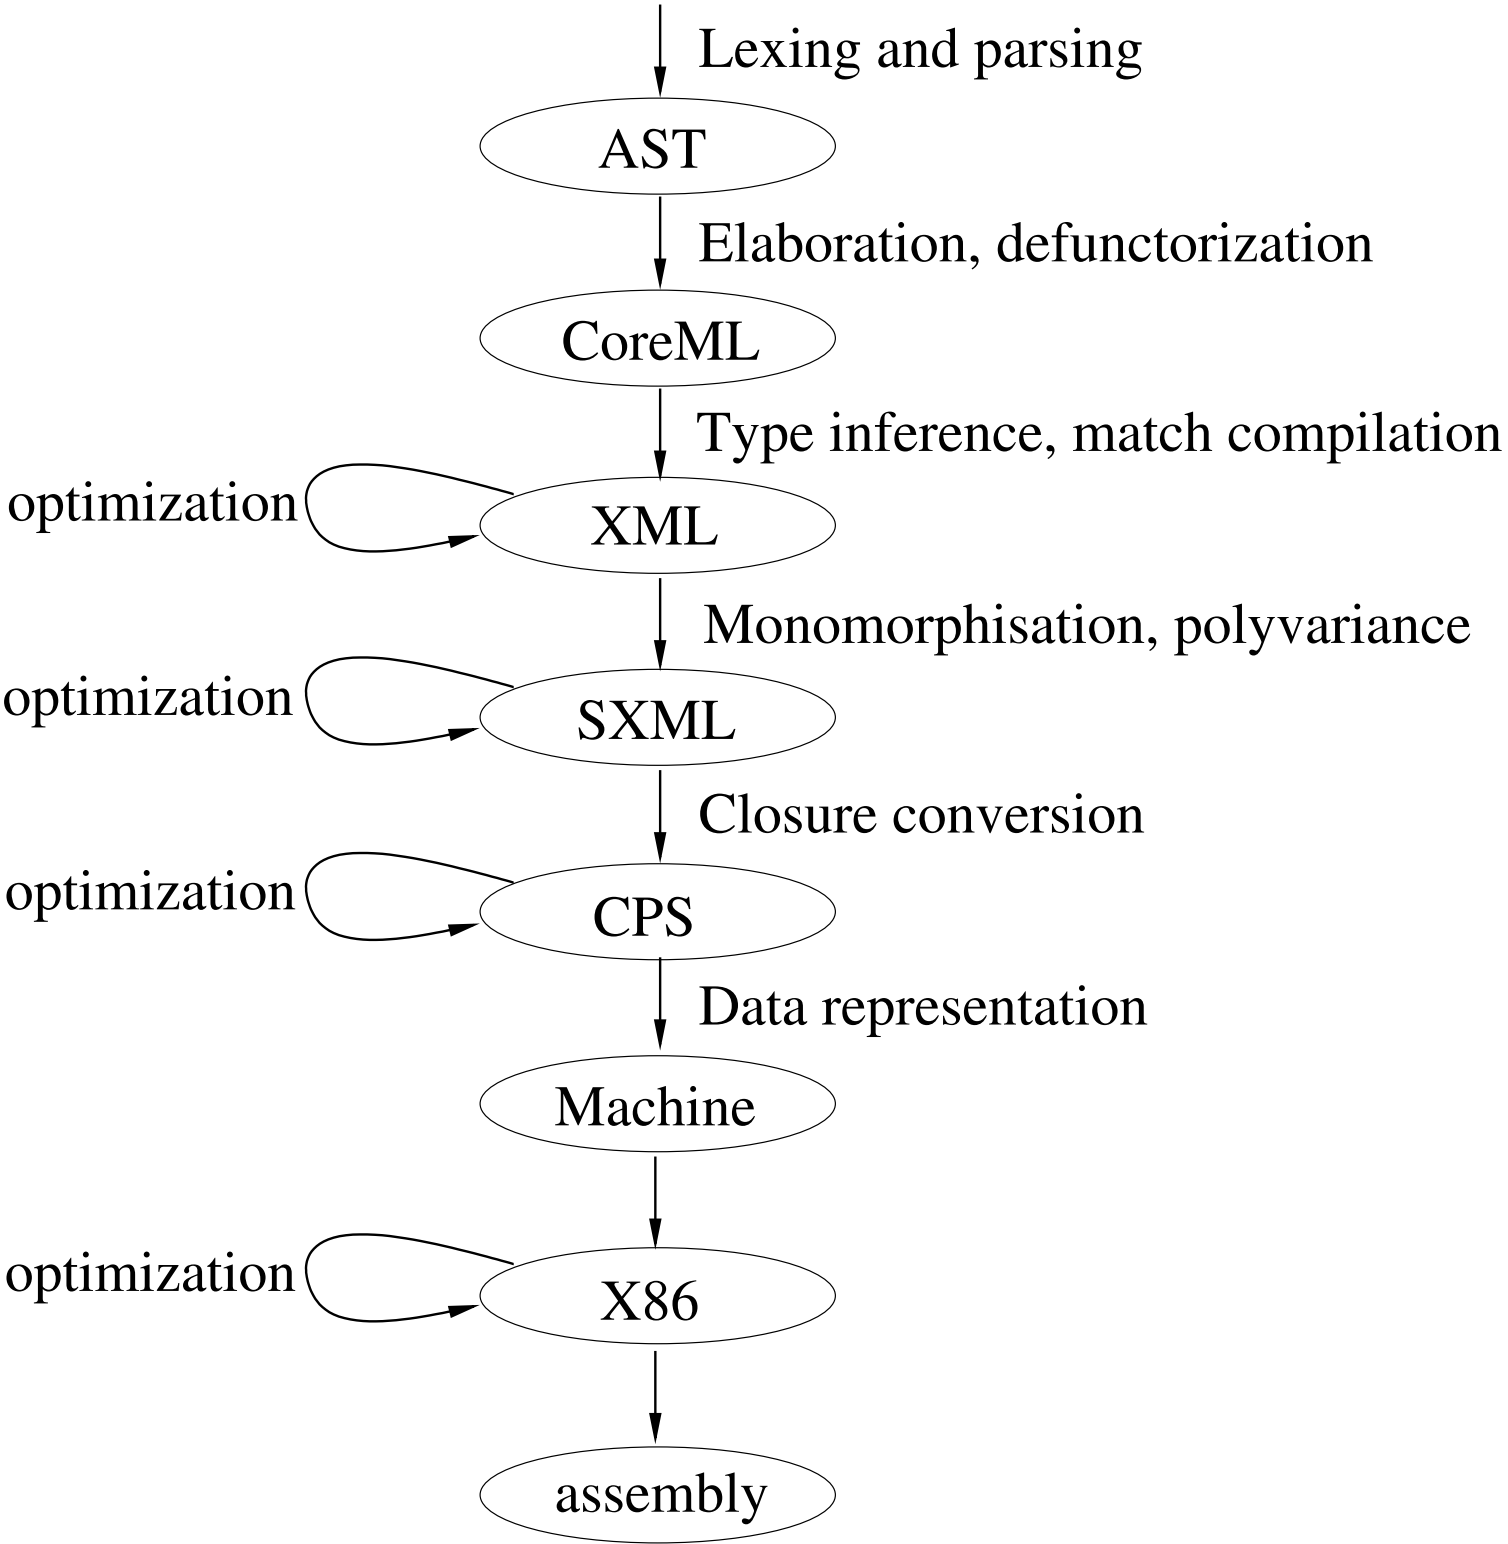 Lexing and parsing
AST
Elaboration, defunctorization
CoreML
Type inference, match compilation
optimization
XML
Monomorphisation, polyvariance
optimization
SXML
Closure conversion
optimization
CPS
Data representation
Machine
optimization
X86
assembly